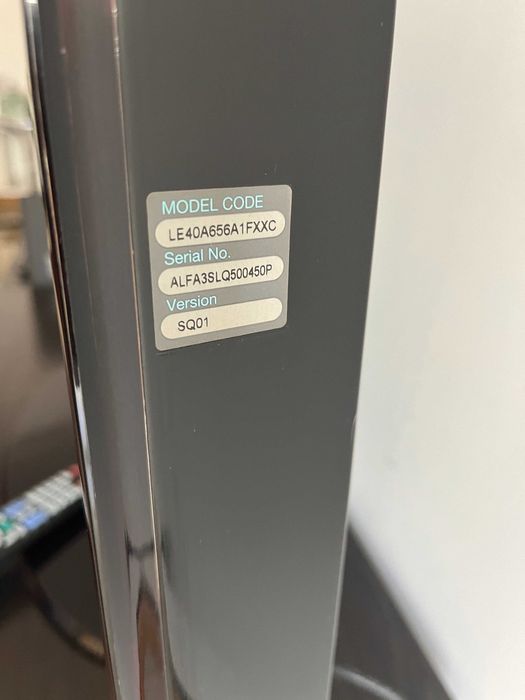 MODEL CODE
LE40A656A1FXXC
Serial No.
ALFA3SLQ500450P
Version
SQ01